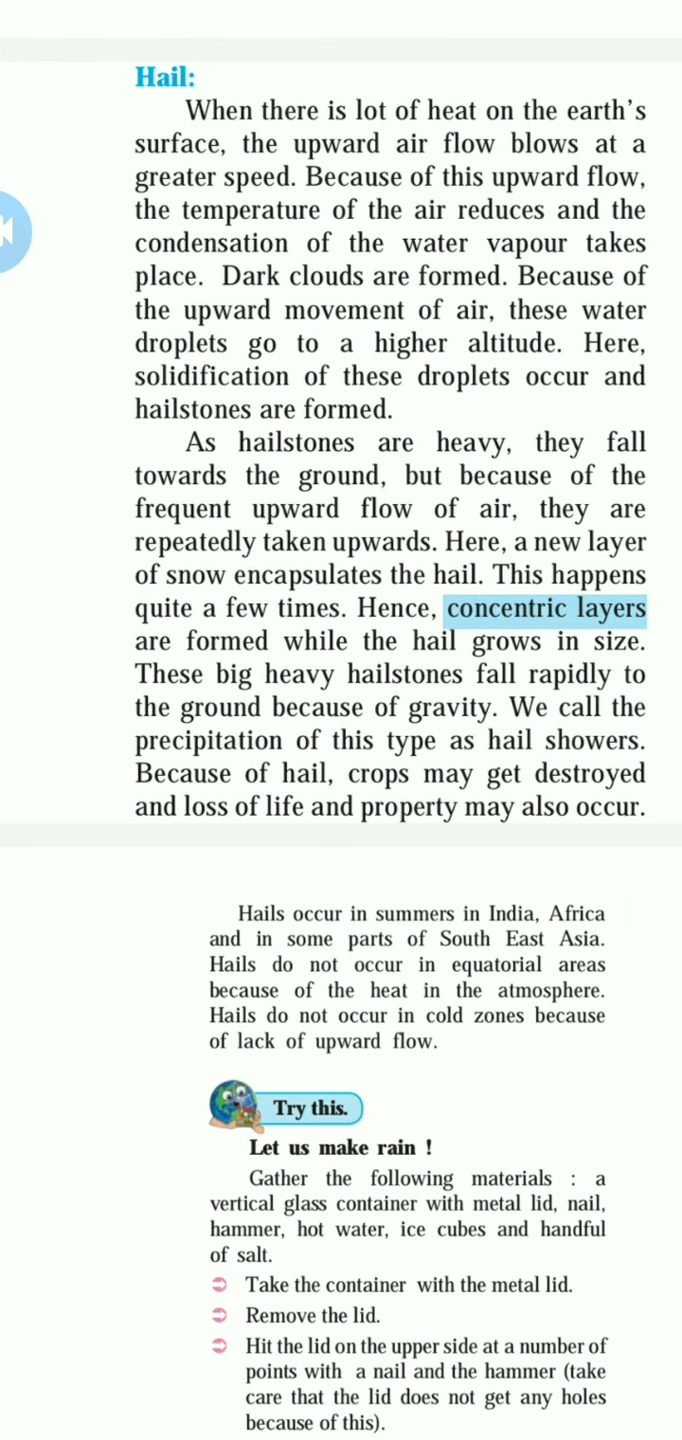 Hail:
When there is lot of heat on the earth's
surface, the upward air flow blows at a
greater speed. Because of this upward flow,
the temperature of the air reduces and the
condensation of the water vapour takes
place. Dark clouds are formed. Because of
the upward movement of air, these water
droplets go to a higher altitude. Here,
solidification of these droplets occur and
hailstones are formed.
As hailstones are heavy, they fall
towards the ground, but because of the
frequent upward flow of air, they are
repeatedly taken upwards. Here, a new layer
of snow encapsulates the hail. This happens
quite a few times. Hence, concentric layers
are formed while the hail grows in size.
These big heavy hailstones fall rapidly to
the ground because of gravity. We call the
precipitation of this type as hail showers.
Because of hail, crops may get destroyed
and loss of life and property may also occur.
Hails occur in summers in India, Africa
and in some parts of South East Asia.
Hails do not occur in equatorial areas
because of the heat in the atmosphere.
Hails do not occur in cold zones because
of lack of upward flow.
Try this.
Let us make rain !
Gather the following materials : a
vertical glass container with metal lid, nail,
hammer, hot water, ice cubes and handful
of salt.
Take the container with the metal lid.
Remove the lid.
Hit the lid on the upper side at a number of
points with a nail and the hammer (take
care that the lid does not get any holes
because of this).